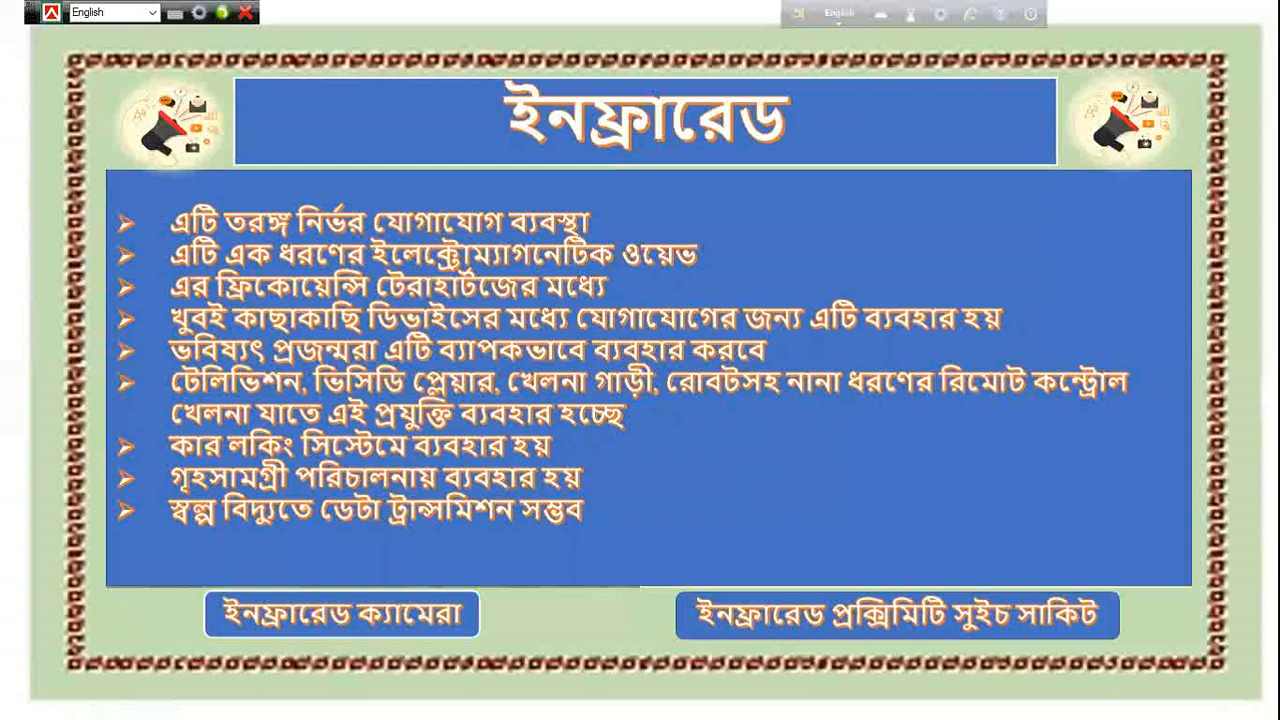 English
English
ইনফ্রারেড
➢ এটি তরঙ্গ নির্ভর যোগাযোগ ব্যবস্থা
➢ এটি এক ধরণের ইলেক্ট্রোম্যাগনেটিক ওয়েভ
➢ এর ফ্রিকোয়েন্সি টেরাহার্টজের মধ্যে
➢ খুবই কাছাকাছি ডিভাইসের মধ্যে যোগাযোগের জন্য এটি ব্যবহার হয়
➢ ভবিষ্যৎ প্রজন্মরা এটি ব্যাপকভাবে ব্যবহার করবে
➢ টেলিভিশন, ভিসিডি প্লেয়ার, খেলনা গাড়ী, রোবটসহ নানা ধরণের রিমোট কন্ট্রোল
খেলনা যাতে এই প্রযুক্তি ব্যবহার হচ্ছে
➢ কার লকিং সিস্টেমে ব্যবহার হয়
➢ গৃহসামগ্রী পরিচালনায় ব্যবহার হয়
➢ স্বল্প বিদ্যুতে ডেটা ট্রান্সমিশন সম্ভব
ইনফ্রারেড ক্যামেরা
ইনফ্রারেড প্রক্সিমিটি সুইচ সার্কিট